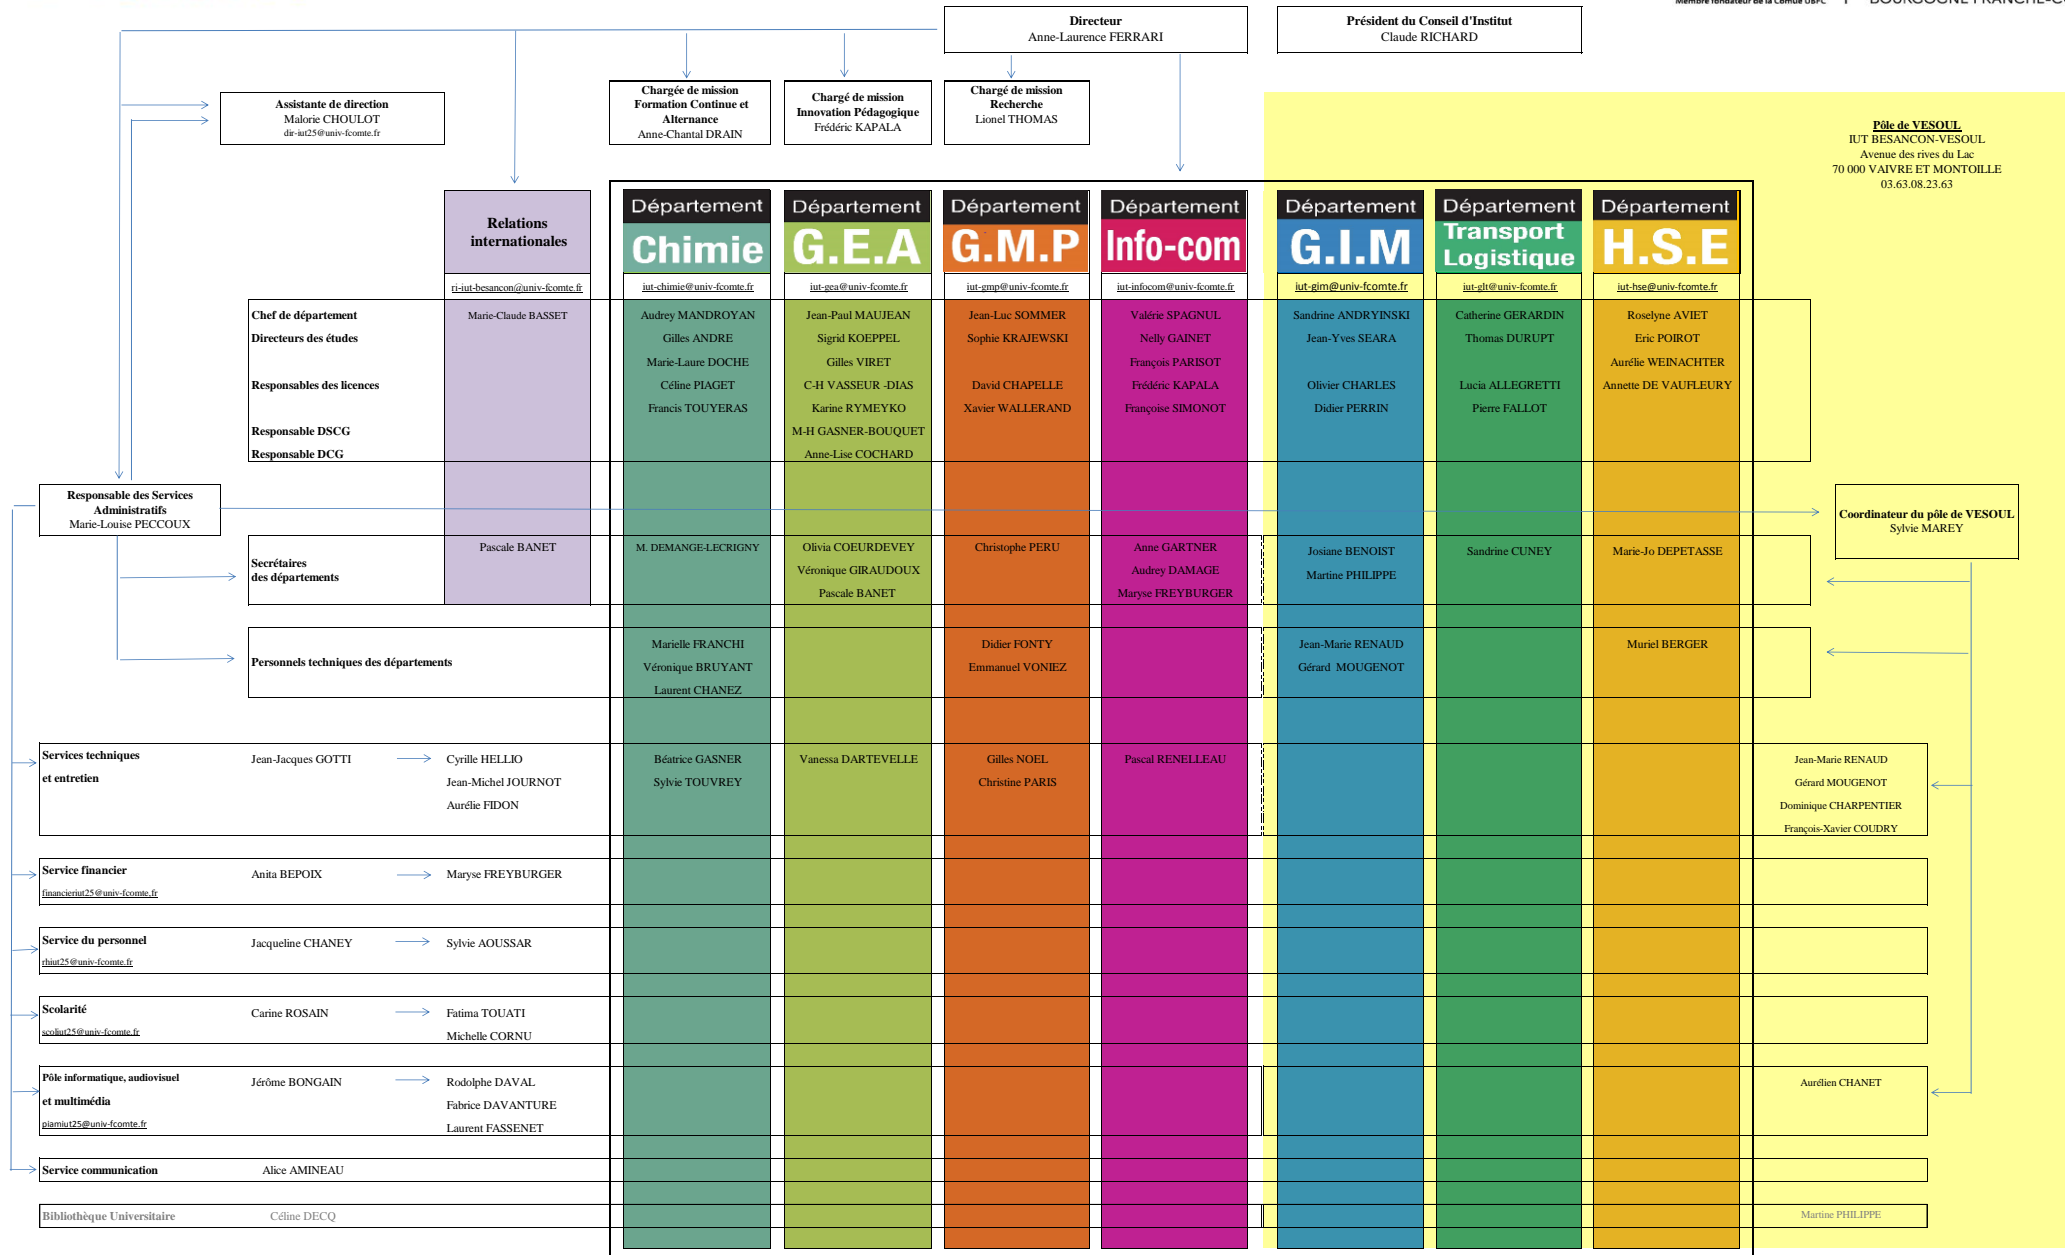 Membre fondateur de la Comue UBFC
BOURGOGNE FRANCHE-C
Directeur
Anne-Laurence FERRARI
Président du Conseil d'Institut
Claude RICHARD
Assistante de direction
Malorie CHOULOT
dir-iut25@univ-fcomte.fr
Chargée de mission
Formation Continue et
Alternance
Anne-Chantal DRAIN
Chargé de mission
Innovation Pédagogique
Frédéric KAPALA
Chargé de mission
Recherche
Lionel THOMAS
Pôle de VESOUL
IUT BESANCON-VESOUL
Avenue des rives du Lac
70 000 VAIVRE ET MONTOILLE
03.63.08.23.63
Relations
internationales
Département
Chimie
Département
G.E.A
Département
G.M.P
Département
Info-com
Département
G.I.M
Département
Transport
Logistique
Département
H.S.E
ri-iut-besancon@univ-fcomte.fr
iut-chimie@univ-fcomte.fr
iut-gea@univ-fcomte.fr
iut-gmp@univ-fcomte.fr
iut-infocom@univ-fcomte.fr
iut-gim@univ-fcomte.fr
iut-glt@univ-fcomte.fr
iut-hse@univ-fcomte.fr
Chef de département Marie-Claude BASSET Audrey MANDROYAN Jean-Paul MAUJEAN Jean-Luc SOMMER Valérie SPAGNUL Sandrine ANDRYINSKI Catherine GERARDIN Roselyne AVIET
Directeurs des études Gilles ANDRE Sigrid KOEPPEL Sophie KRAJEWSKI Nelly GAINET Jean-Yves SEARA Thomas DURUPT Eric POIROT
Marie-Laure DOCHE Gilles VIRET François PARISOT Aurélie WEINACHTER
Responsables des licences Céline PIAGET C-H VASSEUR -DIAS David CHAPELLE Frédéric KAPALA Olivier CHARLES Lucia ALLEGRETTI Annette DE VAUFLEURY
Francis TOUYERAS Karine RYMEYKO Xavier WALLERAND Françoise SIMONOT Didier PERRIN Pierre FALLOT
Responsable DSCG M-H GASNER-BOUQUET
Responsable DCG Anne-Lise COCHARD
Responsable des Services
Administratifs
Marie-Louise PECCOUX
Coordinateur du pôle de VESOUL
Sylvie MAREY
Secrétaires
des départements
Pascale BANET
M. DEMANGE-LECRIGNY
Olivia COEURDEVEY
Véronique GIRAUDOUX
Pascale BANET
Christophe PERU
Anne GARTNER
Audrey DAMAGE
Maryse FREYBURGER
Josiane BENOIST
Martine PHILIPPE
Sandrine CUNEY
Marie-Jo DEPETASSE
Personnels techniques des départements
Marielle FRANCHI
Véronique BRUYANT
Laurent CHANEZ
Didier FONTY
Emmanuel VONIEZ
Jean-Marie RENAUD
Gérard MOUGENOT
Muriel BERGER
Services techniques
et entretien
Jean-Jacques GOTTI
Cyrille HELLIO
Jean-Michel JOURNOT
Aurélie FIDON
Béatrice GASNER
Sylvie TOUVREY
Vanessa DARTEVELLE
Gilles NOEL
Christine PARIS
Pascal RENELLEAU
Jean-Marie RENAUD
Gérard MOUGENOT
Dominique CHARPENTIER
François-Xavier COUDRY
Service financier
financieriut25@univ-fcomte,fr
Anita BEPOIX
Maryse FREYBURGER
Service du personnel
rhiut25@univ-fcomte.fr
Jacqueline CHANEY
Sylvie AOUSSAR
Scolarité
scoliut25@univ-fcomte.fr
Carine ROSAIN
Fatima TOUATI
Michelle CORNU
Pôle informatique, audiovisuel
et multimédia
piamiut25@univ-fcomte.fr
Jérôme BONGAIN
Rodolphe DAVAL
Fabrice DAVANTURE
Laurent FASSENET
Aurélien CHANET
Service communication
Alice AMINEAU
Bibliothèque Universitaire
Céline DECQ
Martine PHILIPPE